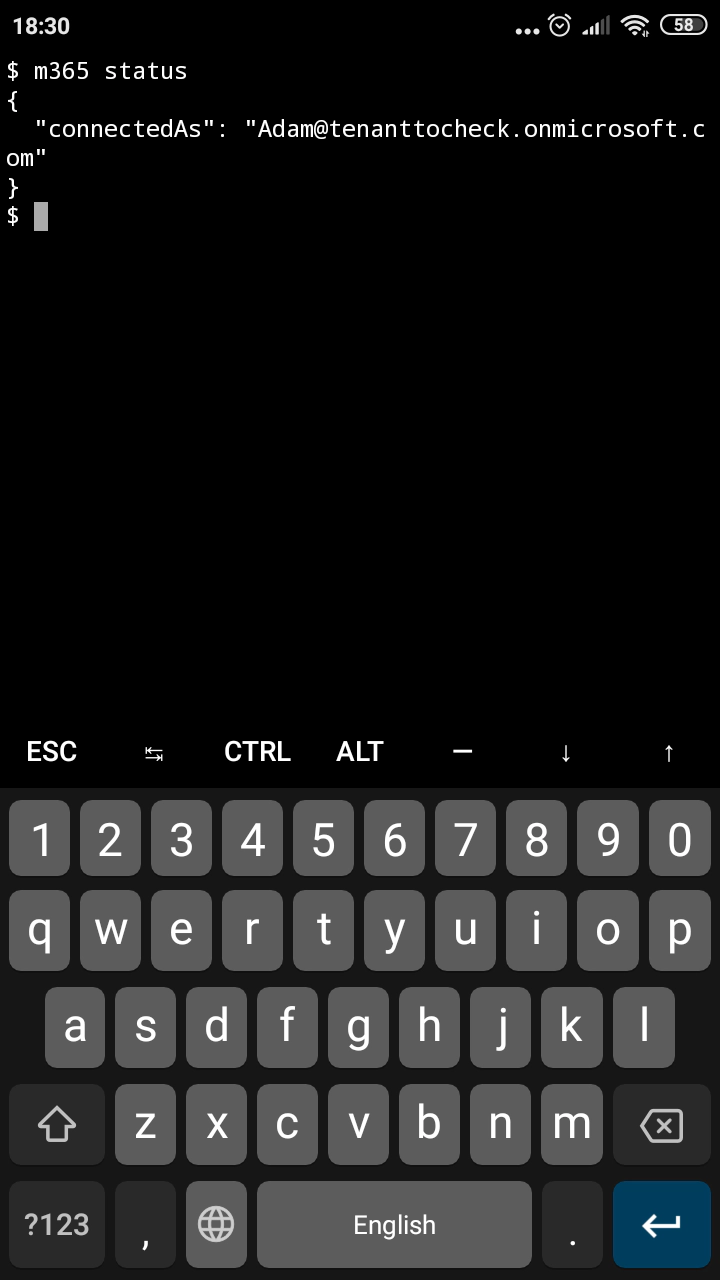 18:30
58
$ m365 status
{
  "connectedAs": "Adam@tenanttocheck.onmicrosoft.c
om"
}
$
ESC ↹ CTRL ALT — ↓ ↑
1 2 3 4 5 6 7 8 9 0
q w e r t y u i o p
a s d f g h j k l
z x c v b n m
?123 , English .